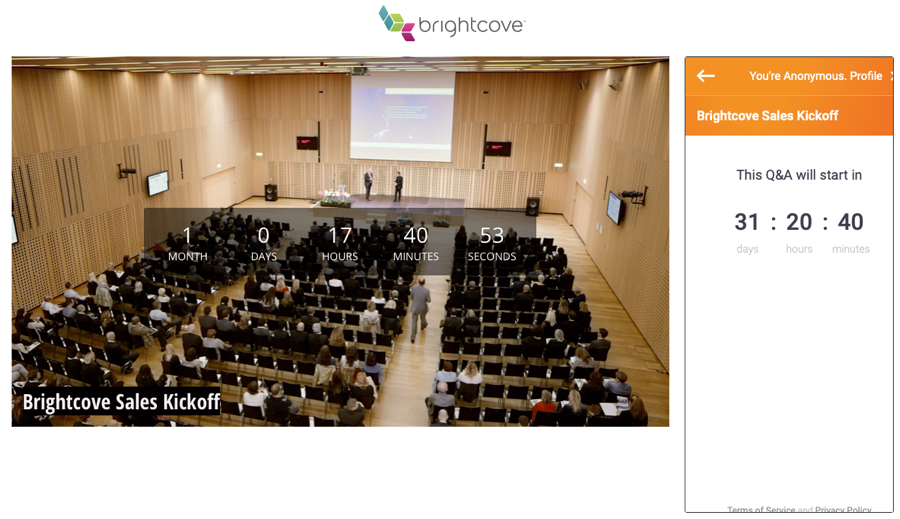 brightcove
1 0 17 40 53
MONTH DAYS HOURS MINUTES SECONDS
Brightcove Sales Kickoff
You're Anonymous. Profile
Brightcove Sales Kickoff
This Q&A will start in
31 : 20 : 40
days hours minutes
Terms of Service and Privacy Policy